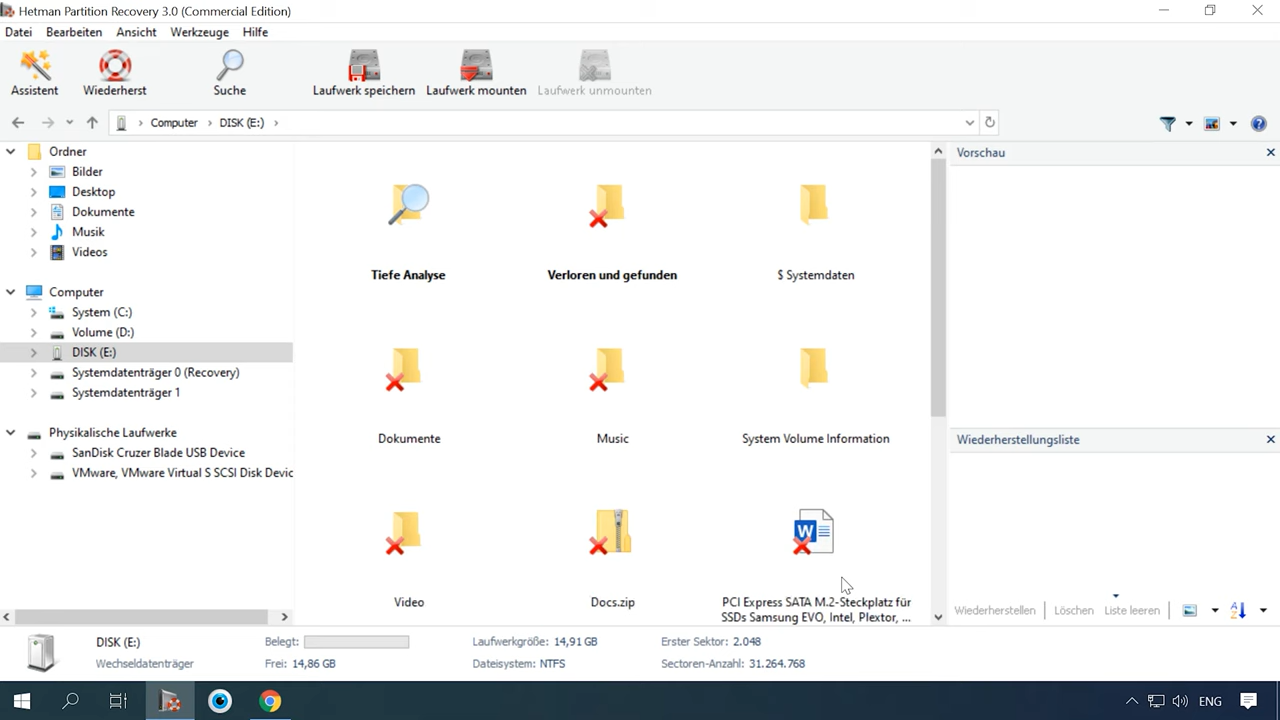 Hetman Partition Recovery 3.0 (Commercial Edition)
Datei Bearbeiten Ansicht Werkzeuge Hilfe
Assistent Wiederherst Suche Laufwerk speichern Laufwerk mounten Laufwerk unmounten
Computer DISK (E:)
Ordner
Bilder
Desktop
Dokumente
Musik
Videos
Computer
System (C:)
Volume (D:)
DISK (E:)
Systemdatenträger 0 (Recovery)
Systemdatenträger 1
Physikalische Laufwerke
SanDisk Cruzer Blade USB Device
VMware, VMware Virtual S SCSI Disk Devic
Tiefe Analyse Verloren und gefunden $ Systemdaten
Dokumente Music System Volume Information
Video Docs.zip PCI Express SATA M.2-Steckplatz für
SSDs Samsung EVO, Intel, Plextor, ...
Vorschau
Wiederherstellungsliste
Wiederherstellen Löschen Liste leeren
DISK (E:) Belegt: Laufwerkgröße: 14,91 GB Erster Sektor: 2.048
Wechseldatenträger Frei: 14,86 GB Dateisystem: NTFS Sectoren-Anzahl: 31.264.768
ENG